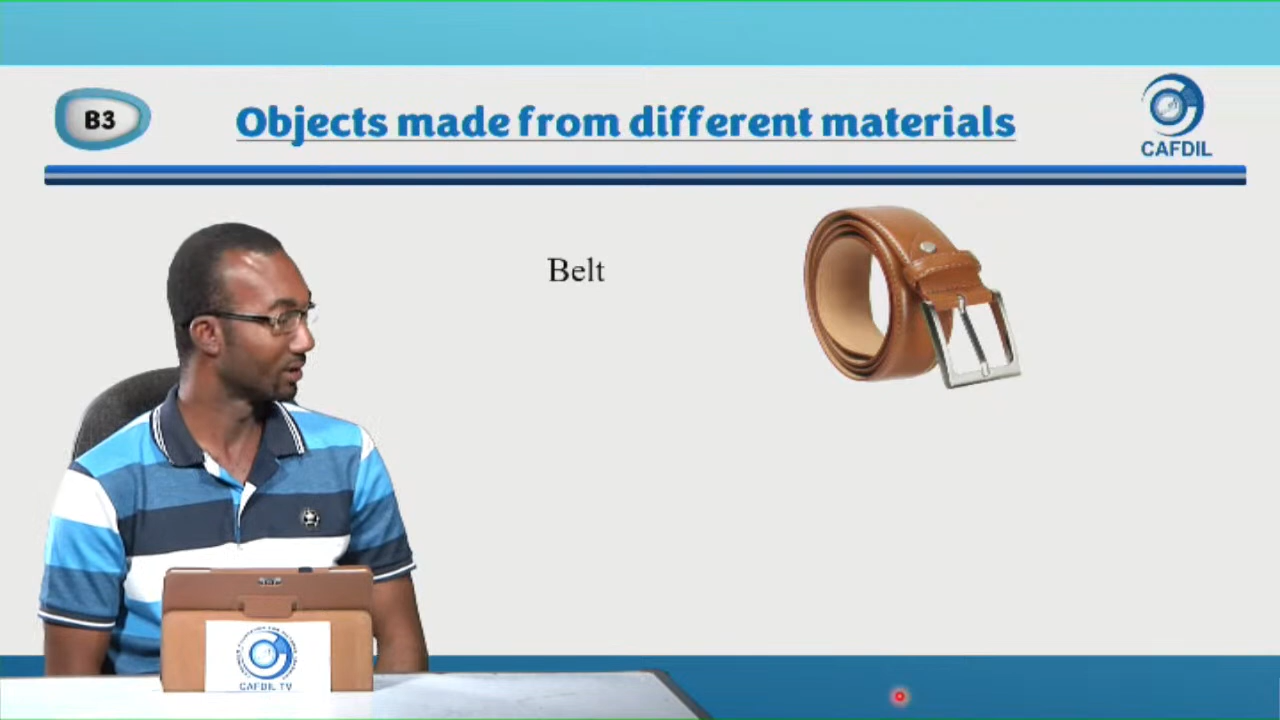 B3
Objects made from different materials
CAFDIL
Belt
CAFDIL TV